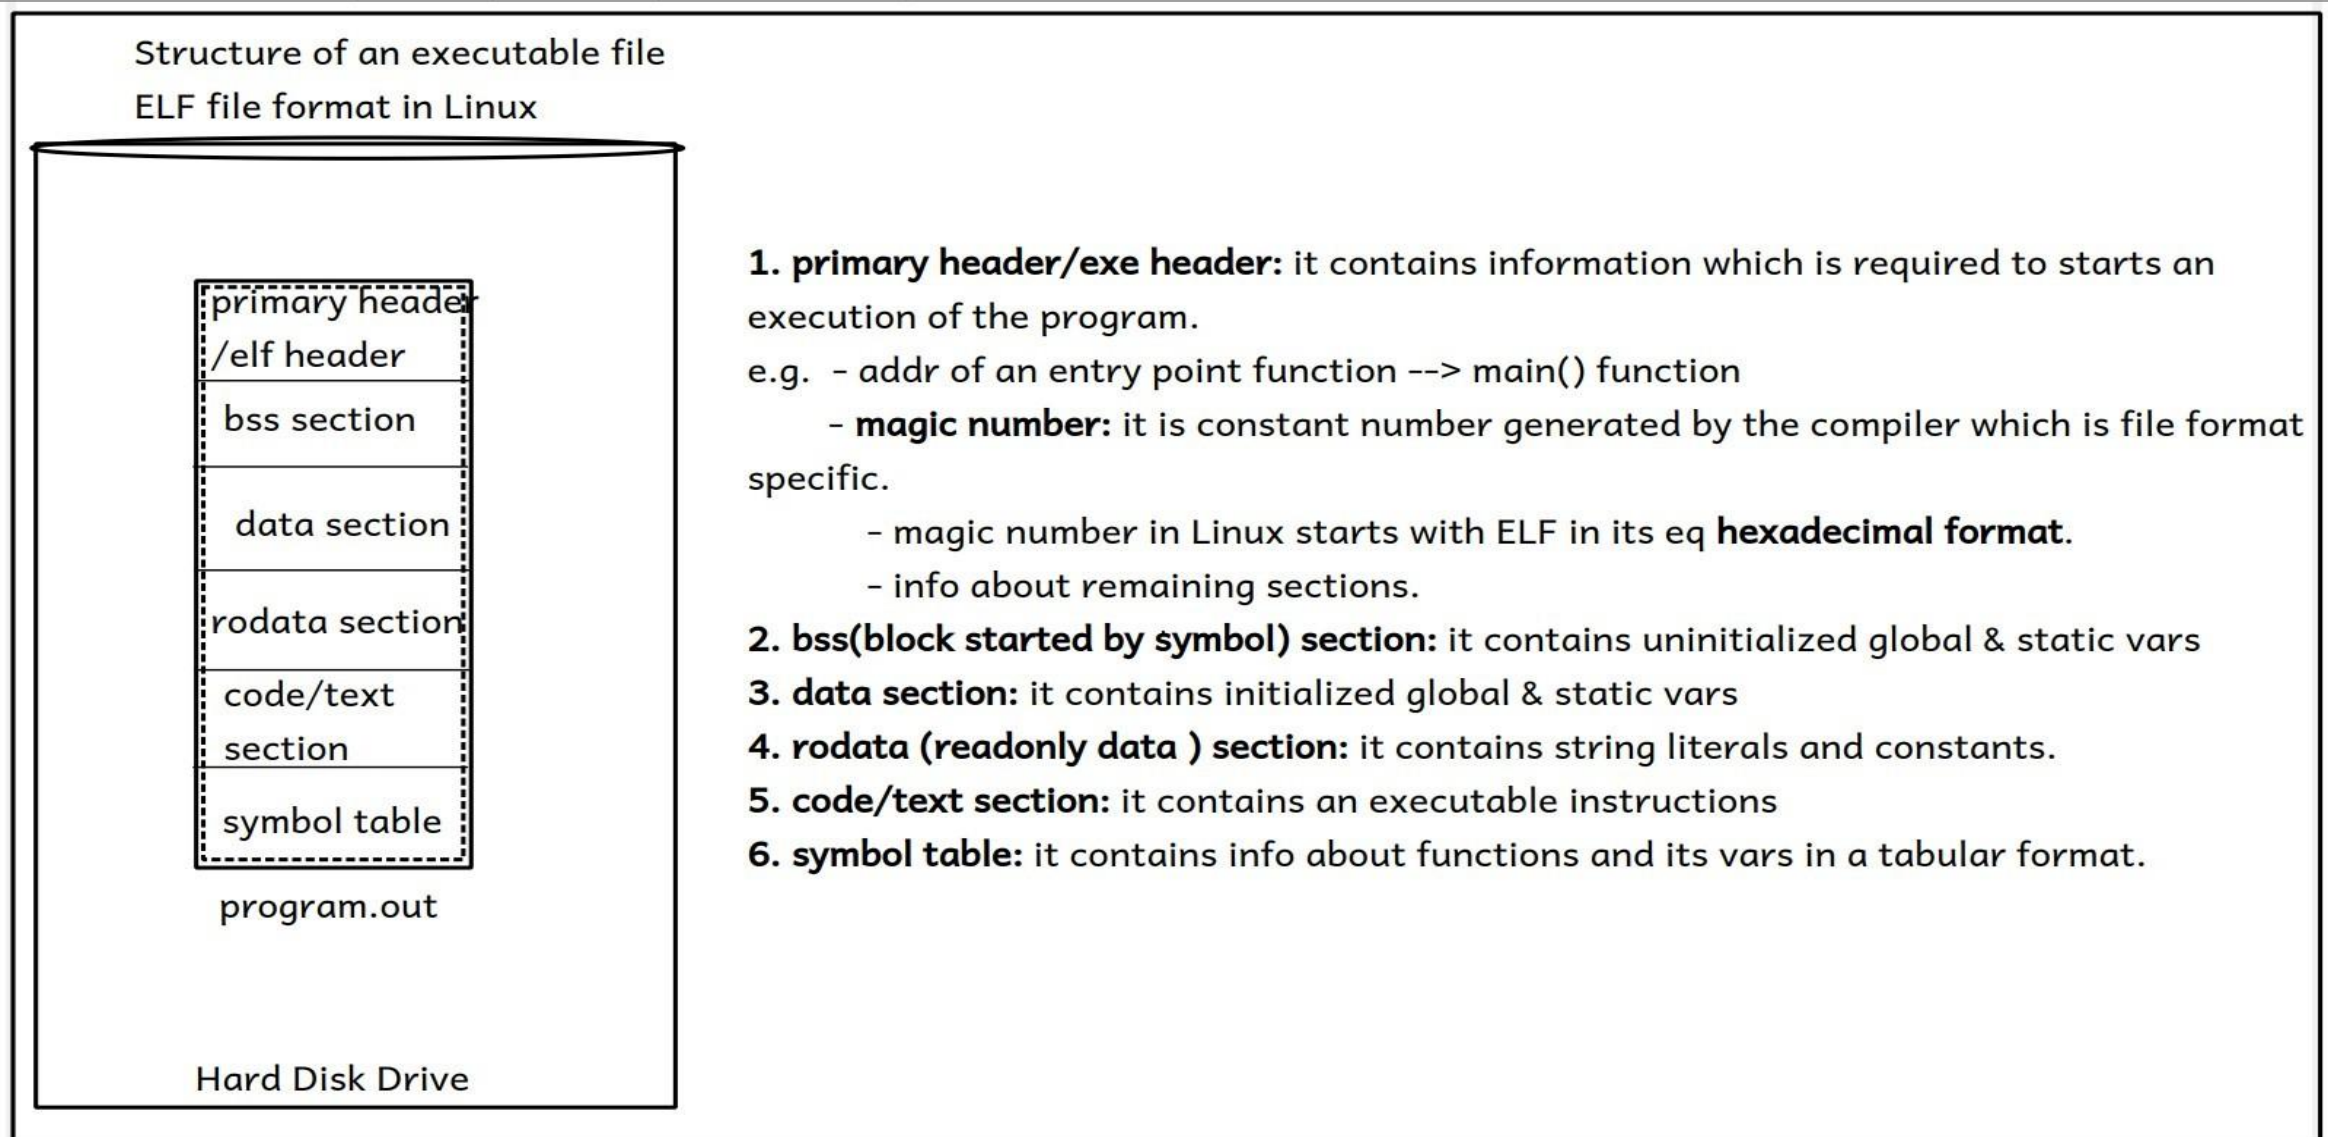 Structure of an executable file
ELF file format in Linux
primary header
/elf header
bss section
data section
rodata section
code/text
section
symbol table
program.out
Hard Disk Drive
1. primary header/exe header: it contains information which is required to starts an
execution of the program.
e.g. - addr of an entry point function --> main() function
- magic number: it is constant number generated by the compiler which is file format
specific.
- magic number in Linux starts with ELF in its eq hexadecimal format.
- info about remaining sections.
2. bss(block started by symbol) section: it contains uninitialized global & static vars
3. data section: it contains initialized global & static vars
4. rodata (readonly data ) section: it contains string literals and constants.
5. code/text section: it contains an executable instructions
6. symbol table: it contains info about functions and its vars in a tabular format.